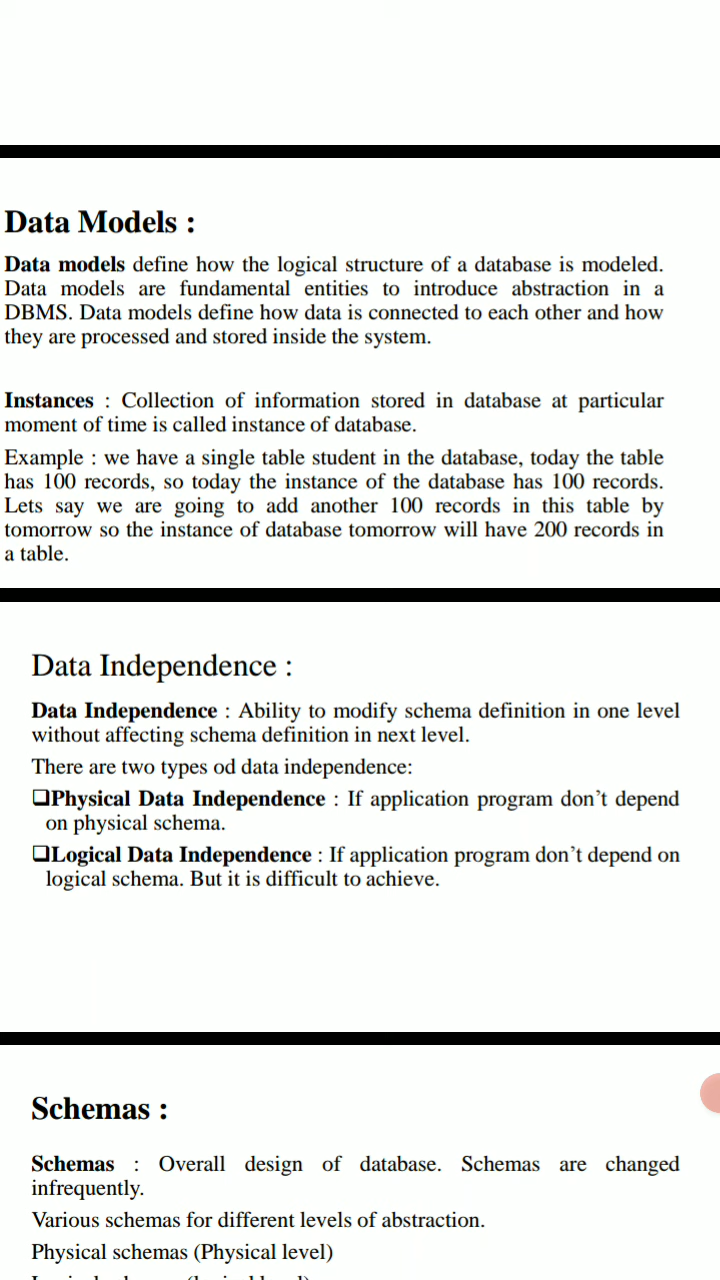 Data Models :
Data models define how the logical structure of a database is modeled.
Data models are fundamental entities to introduce abstraction in a
DBMS. Data models define how data is connected to each other and how
they are processed and stored inside the system.
Instances : Collection of information stored in database at particular
moment of time is called instance of database.
Example : we have a single table student in the database, today the table
has 100 records, so today the instance of the database has 100 records.
Lets say we are going to add another 100 records in this table by
tomorrow so the instance of database tomorrow will have 200 records in
a table.
Data Independence :
Data Independence : Ability to modify schema definition in one level
without affecting schema definition in next level.
There are two types od data independence:
❑Physical Data Independence : If application program don’t depend
on physical schema.
❑Logical Data Independence : If application program don’t depend on
logical schema. But it is difficult to achieve.
Schemas :
Schemas : Overall design of database. Schemas are changed
infrequently.
Various schemas for different levels of abstraction.
Physical schemas (Physical level)